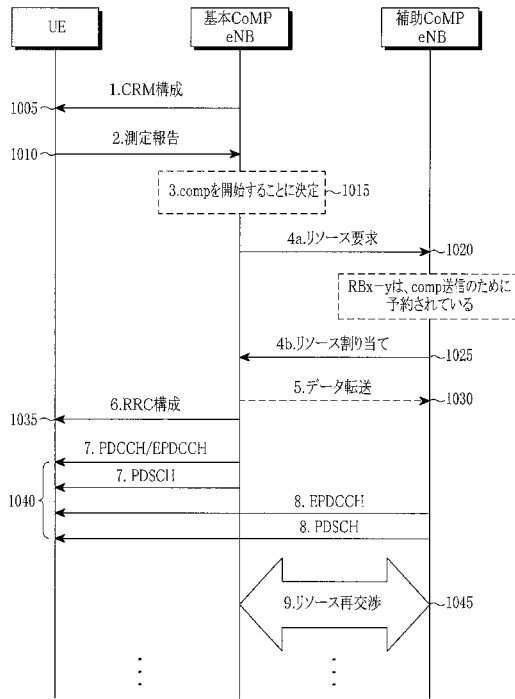 UE
基本CoMP
eNB
補助CoMP
eNB
1.CRM構成
1005
2.測定報告
1010
3.compを開始することに決定
1015
4a.リソース要求
1020
RBx－yは、comp送信のために
予約されている
4b.リソース割り当て
1025
5.データ転送
1030
6.RRC構成
1035
7. PDCCH/EPDCCH
7. PDSCH
1040
8. EPDCCH
8. PDSCH
9.リソース再交渉
1045